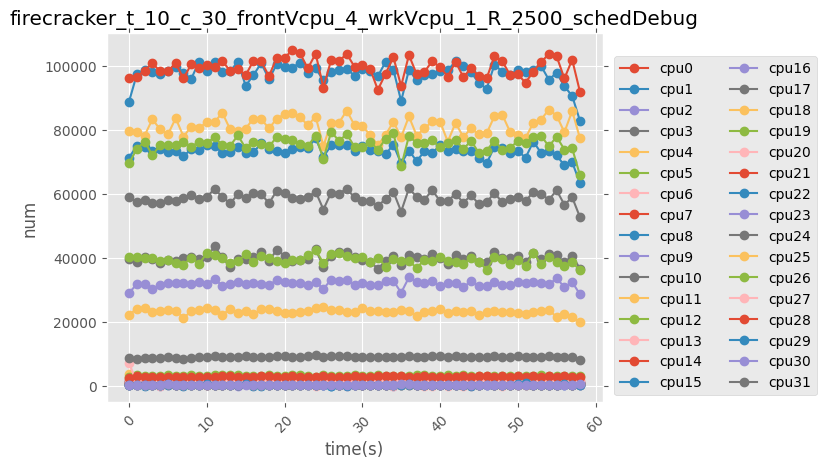 firecracker_t_10_c_30_frontVcpu_4_wrkVcpu_1_R_2500_schedDebug
num
100000
80000
60000
40000
20000
0
0
10
20
30
40
50
60
time(s)
cpu0
cpu1
cpu2
cpu3
cpu4
cpu5
cpu6
cpu7
cpu8
cpu9
cpu10
cpu11
cpu12
cpu13
cpu14
cpu15
cpu16
cpu17
cpu18
cpu19
cpu20
cpu21
cpu22
cpu23
cpu24
cpu25
cpu26
cpu27
cpu28
cpu29
cpu30
cpu31